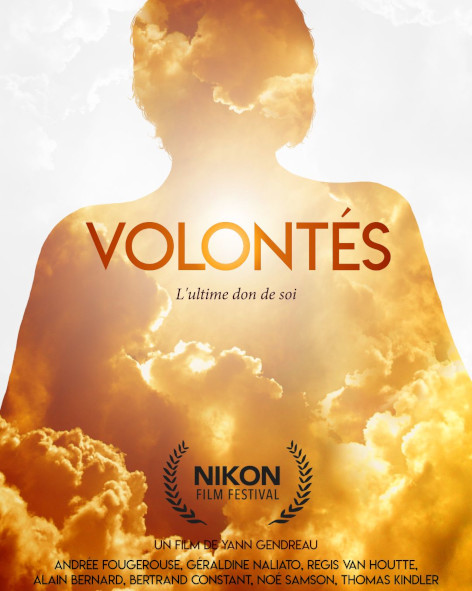 VOLONTÉS
L'ultime don de soi
NIKON
FILM FESTIVAL
UN FILM DE YANN GENDREAU
ANDRÉE FOUGEROUSE, GÉRALDINE NALIATO, REGIS VAN HOUTTE,
ALAIN BERNARD, BERTRAND CONSTANT, NOÉ SAMSON, THOMAS KINDLER